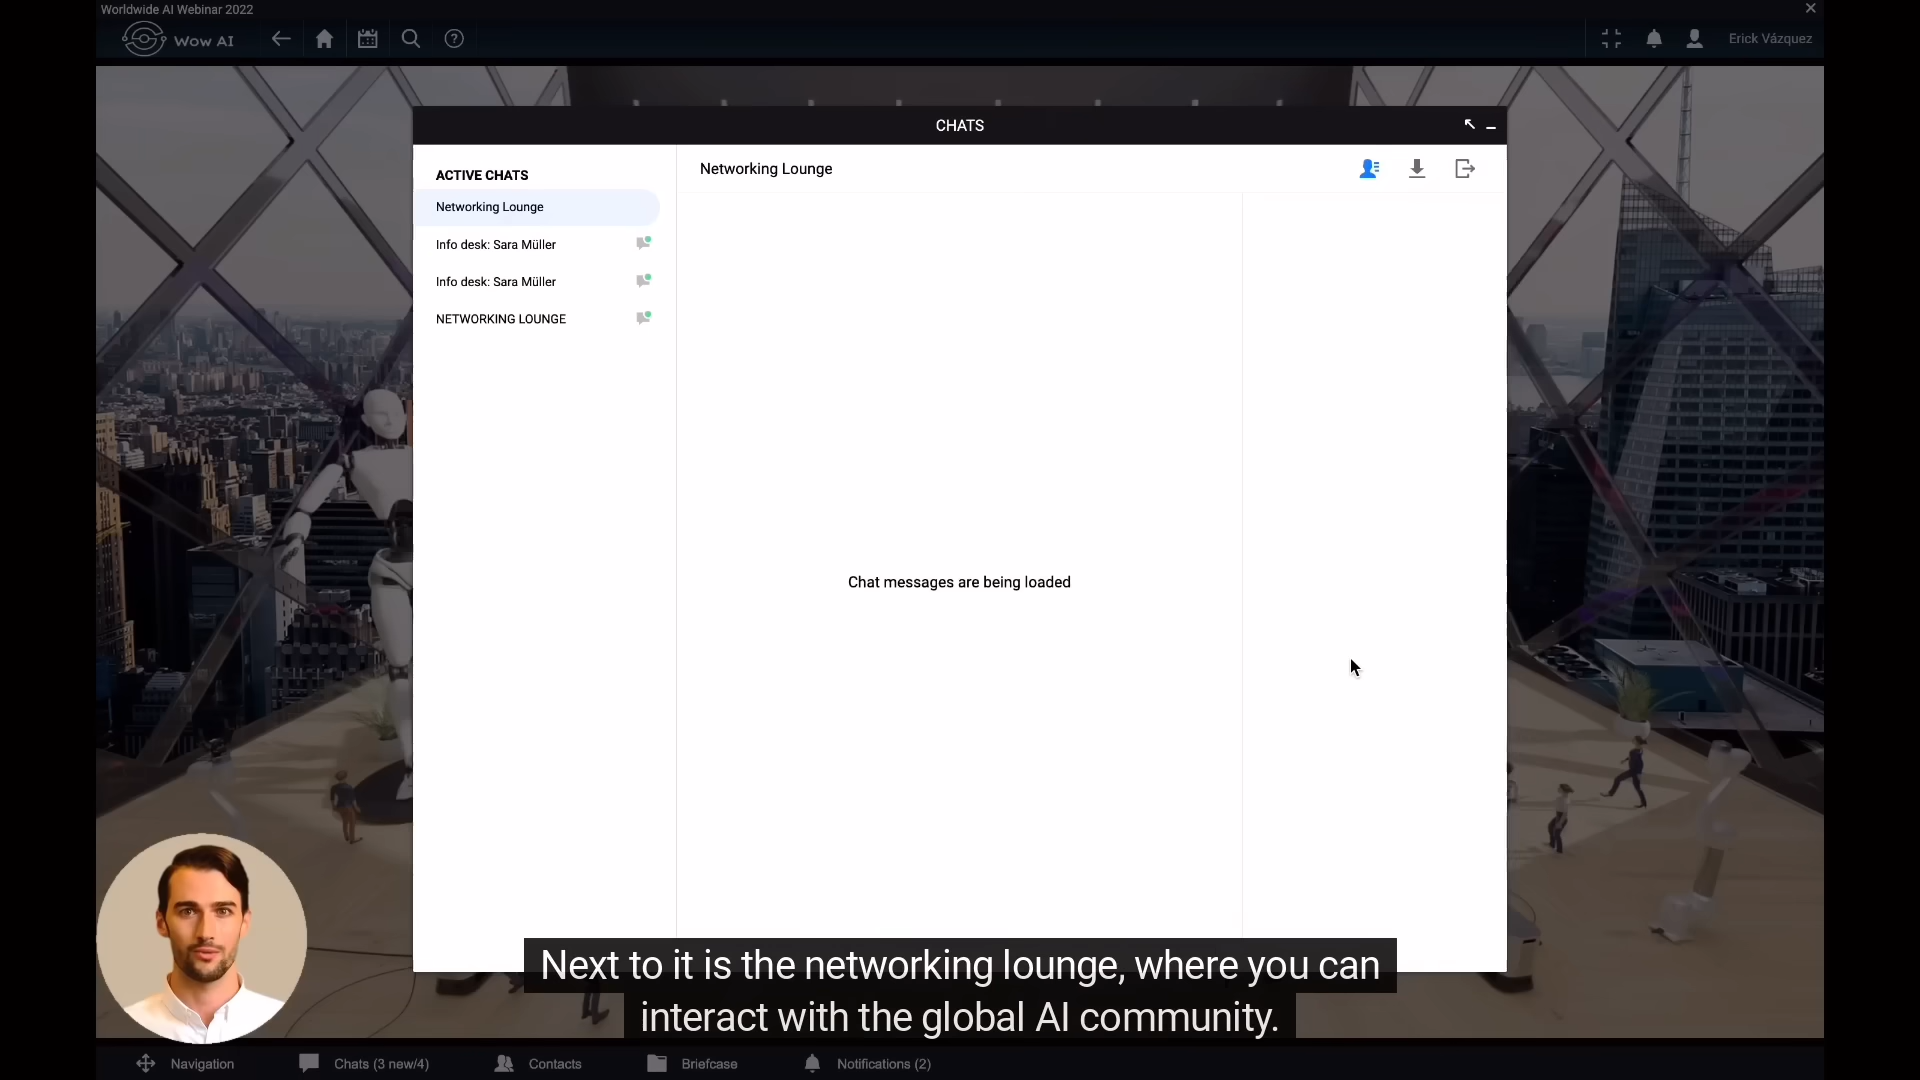 Worldwide AI Webinar 2022
Wow AI
Erick Vázquez
CHATS
ACTIVE CHATS
Networking Lounge
Info desk: Sara Müller
Info desk: Sara Müller
NETWORKING LOUNGE
Networking Lounge
Chat messages are being loaded
Next to it is the networking lounge, where you can
interact with the global AI community.
Navigation
Chats (3 new/4)
Contacts
Briefcase
Notifications (2)